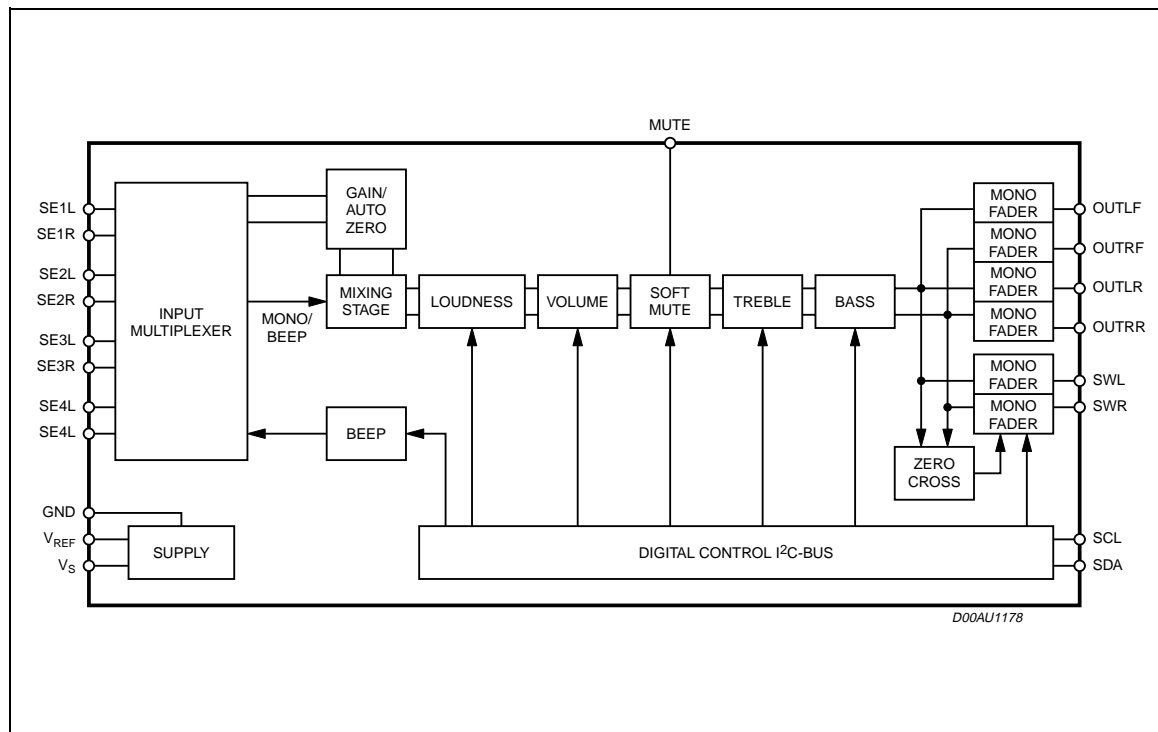 MUTE
SE1L
SE1R
SE2L
SE2R
SE3L
SE3R
SE4L
SE4L
INPUT
MULTIPLEXER
GAIN/
AUTO
ZERO
MONO/
BEEP
MIXING
STAGE
LOUDNESS
VOLUME
SOFT
MUTE
TREBLE
BASS
MONO
FADER
MONO
FADER
MONO
FADER
MONO
FADER
MONO
FADER
MONO
FADER
OUTLF
OUTRF
OUTLR
OUTRR
SWL
SWR
BEEP
ZERO
CROSS
GND
VREF
VS
SUPPLY
DIGITAL CONTROL I²C-BUS
SCL
SDA
D00AU1178